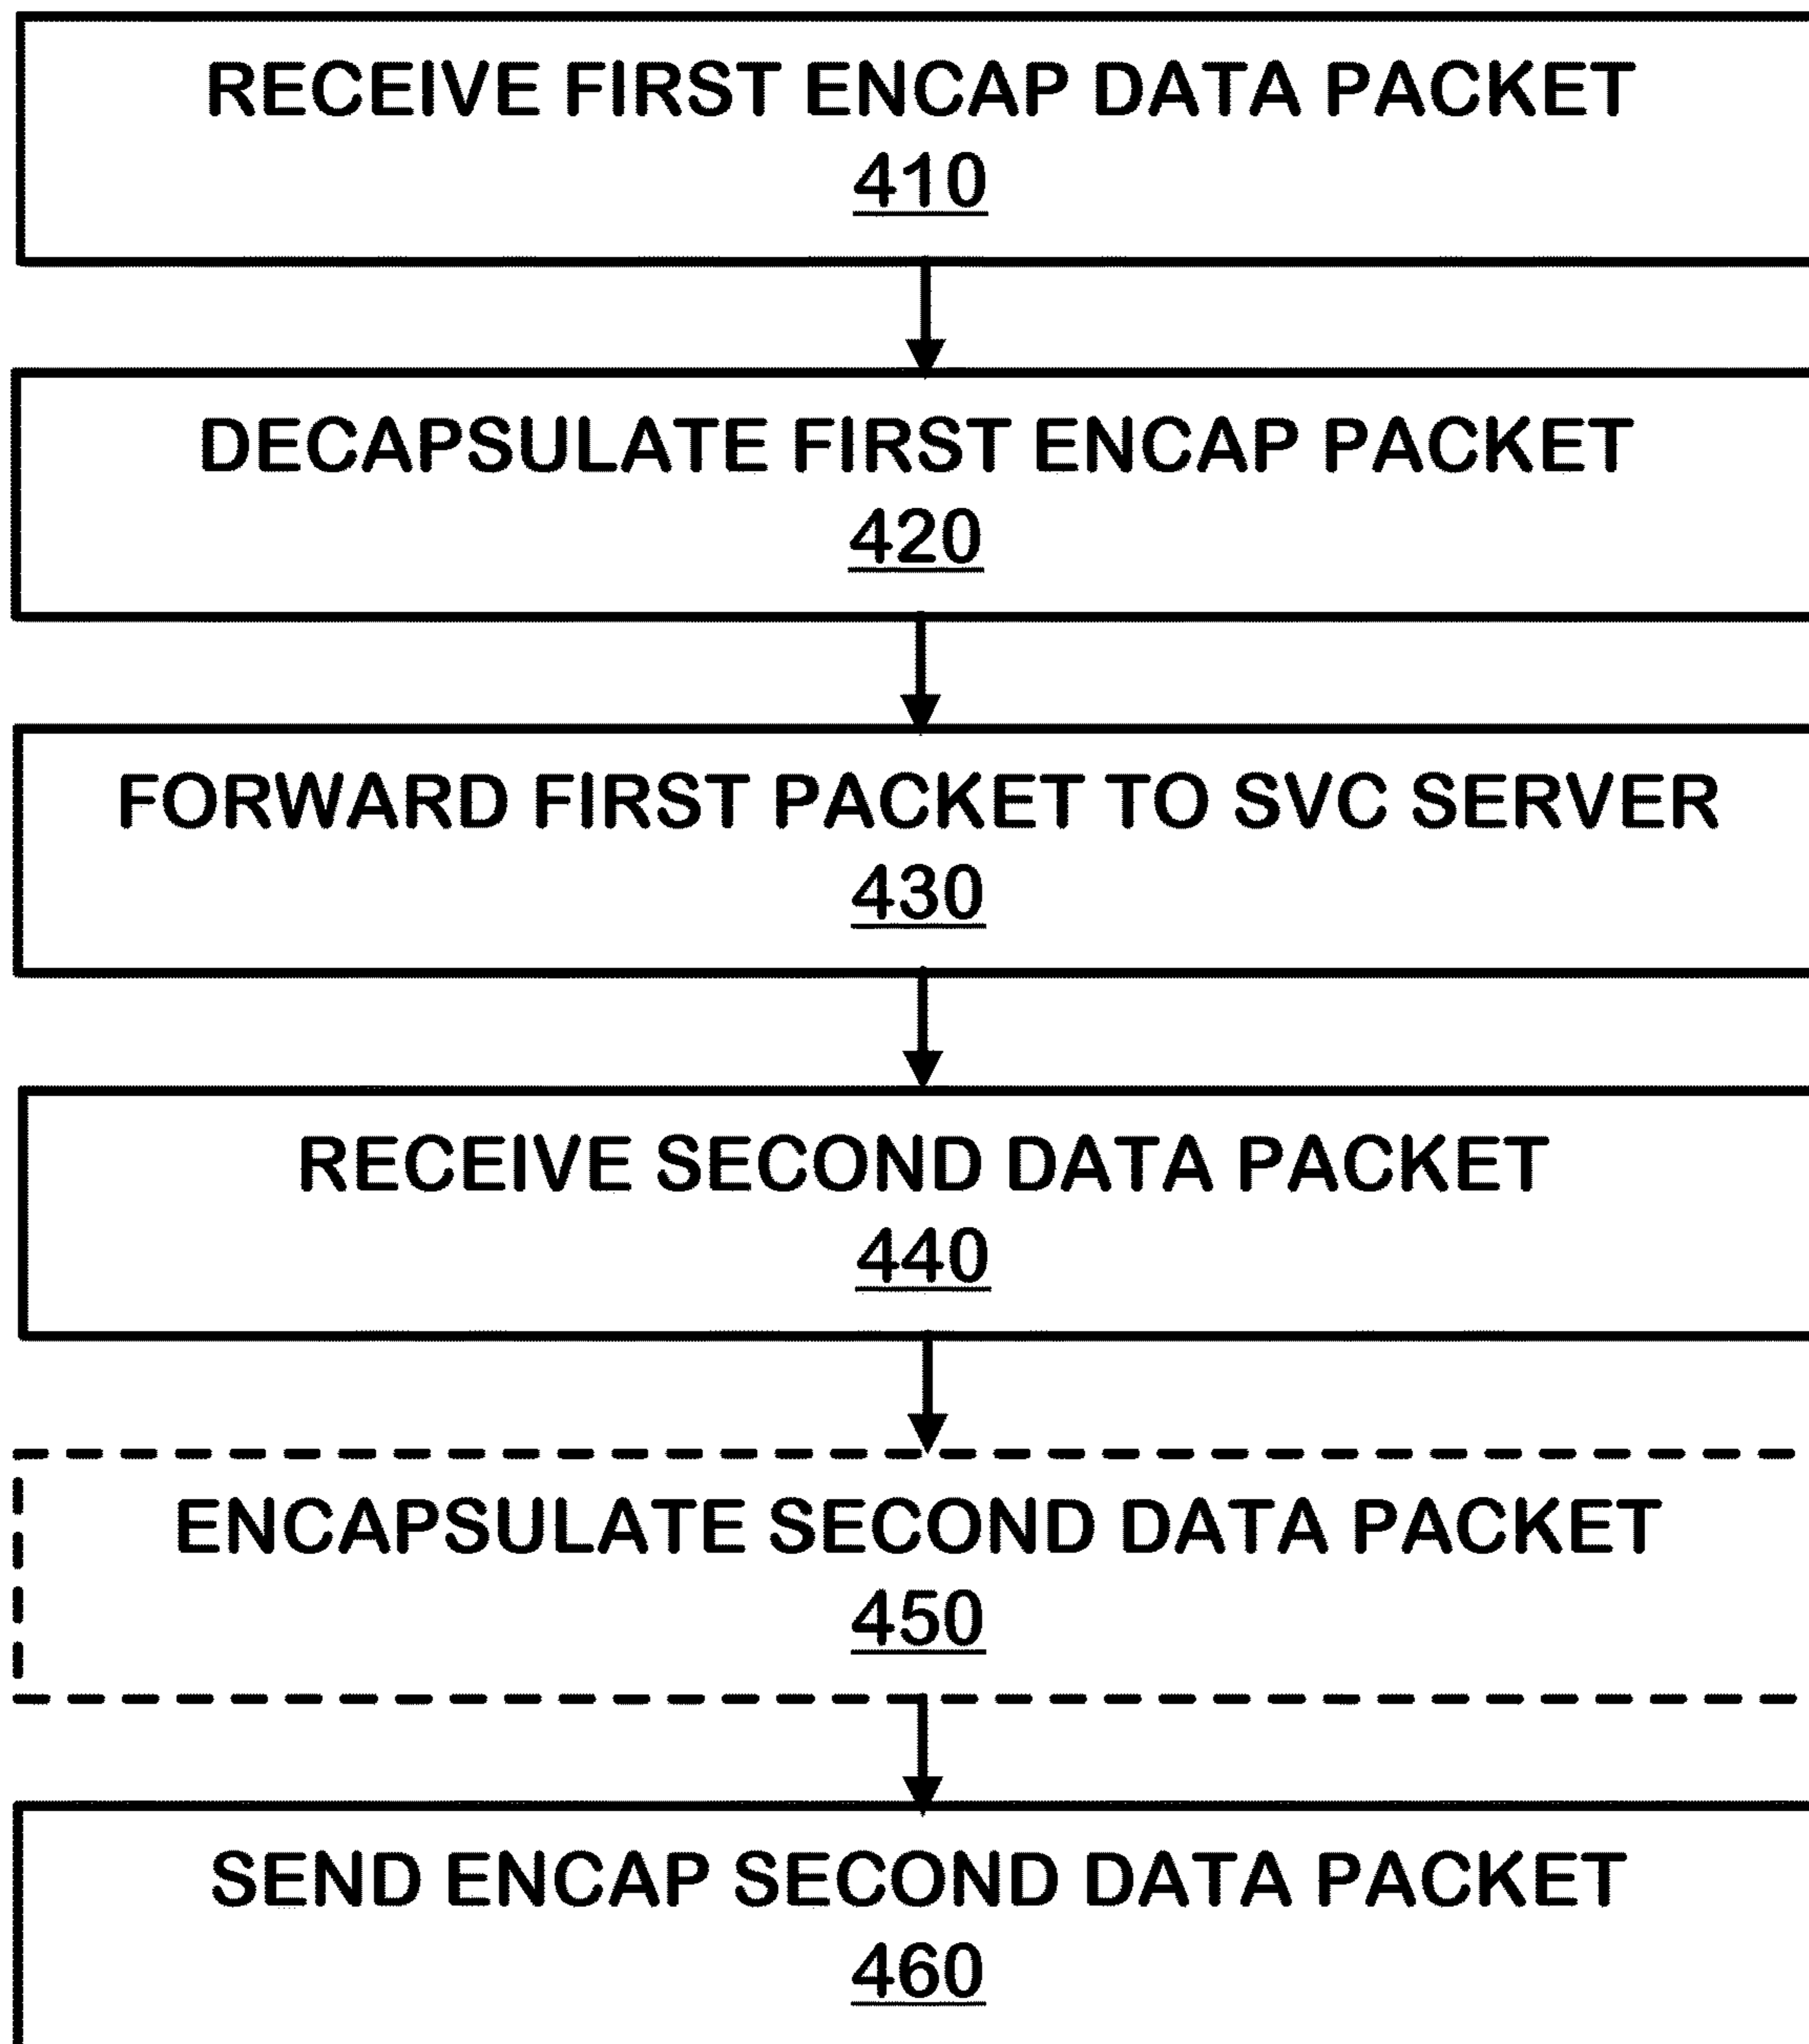 RECEIVE FIRST ENCAP DATA PACKET
410
DECAPSULATE FIRST ENCAP PACKET
420
FORWARD FIRST PACKET TO SVC SERVER
430
RECEIVE SECOND DATA PACKET
440
ENCAPSULATE SECOND DATA PACKET
450
SEND ENCAP SECOND DATA PACKET
460